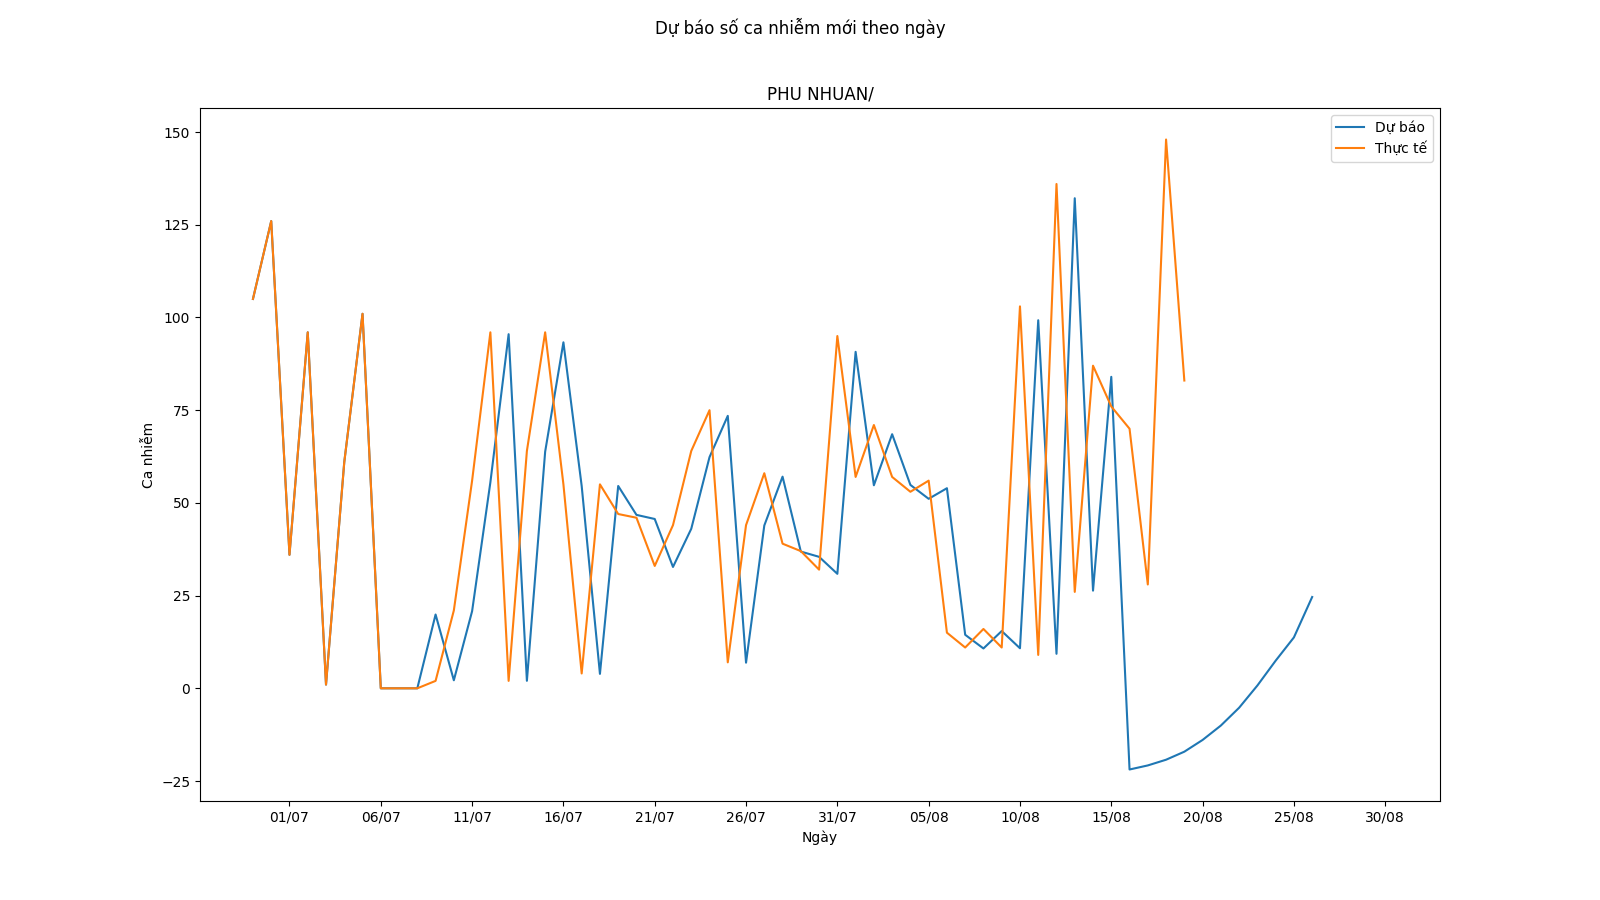 Dự báo số ca nhiễm mới theo ngày
PHU NHUAN/
Dự báo
Thực tế
150
125
100
75
50
25
0
−25
Ca nhiễm
01/07 06/07 11/07 16/07 21/07 26/07 31/07 05/08 10/08 15/08 20/08 25/08 30/08
Ngày